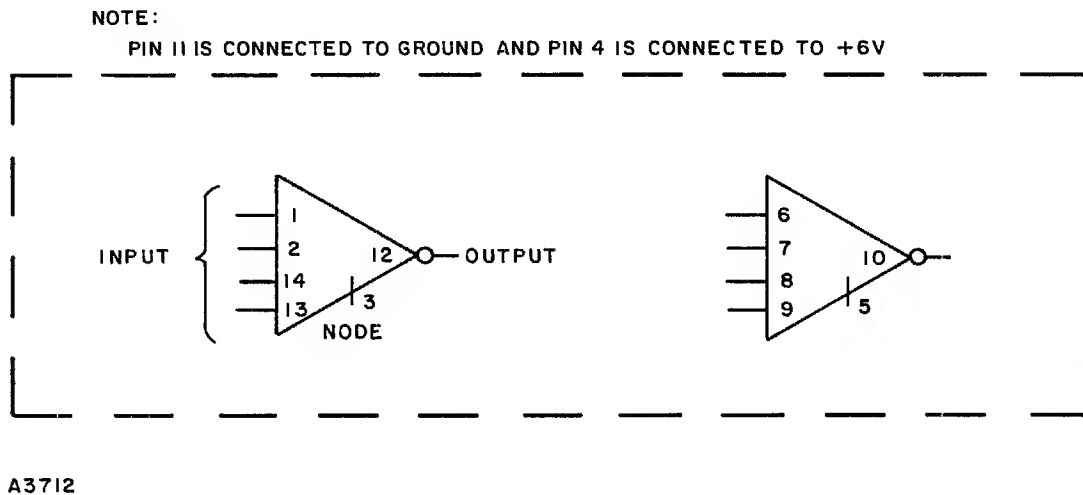 NOTE:
PIN 11 IS CONNECTED TO GROUND AND PIN 4 IS CONNECTED TO +6V
INPUT
1
2
14
13
12
3
NODE
OUTPUT
6
7
8
9
10
5
A3712